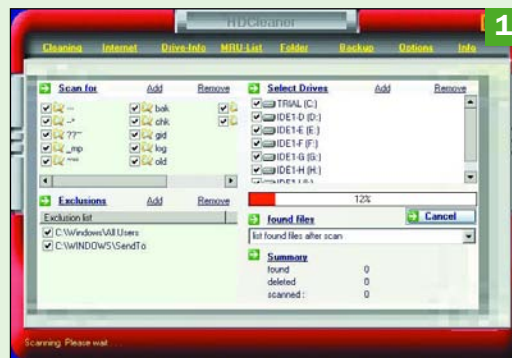 HDCleaner
1
Cleaning Internet Drive-Info MRU-List Folder Backup Options Info
Scan for Add Remove
~~ bak
chk
??~ gid
_mp log
old
Select Drives Add Remove
TRIAL (C:)
IDE1-D (D:)
IDE1-E (E:)
IDE1-F (F:)
IDE1-G (G:)
IDE1-H (H:)
12%
Exclusions Add Remove
Exclusion list
C:\Windows\All Users
C:\WINDOWS\SendTo
found files Cancel
list found files after scan
Summary
found 0
deleted 0
scanned : 0
Scanning. Please wait . . .